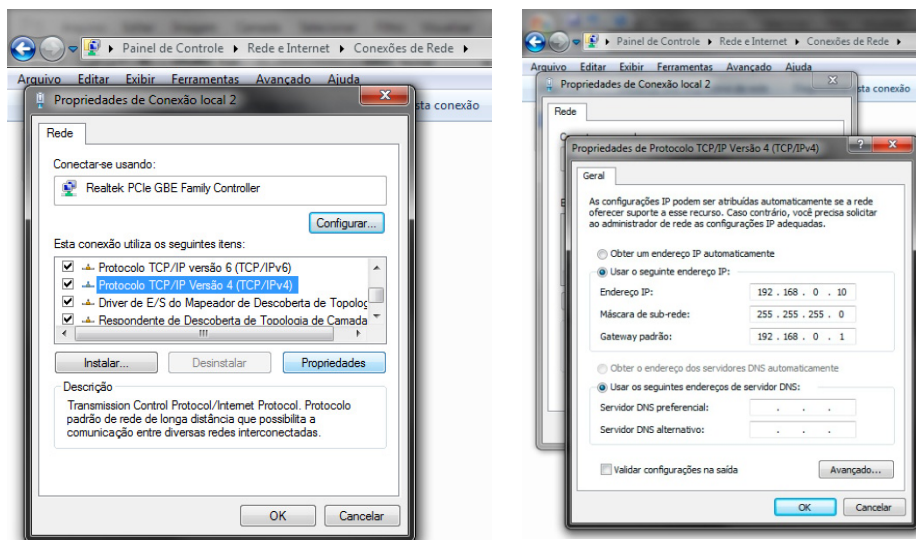 Painel de Controle Rede e Internet Conexões de Rede
Arquivo Editar Exibir Ferramentas Avançado Ajuda
sta conexão
Propriedades de Conexão local 2
Rede
Conectar-se usando:
Realtek PCIe GBE Family Controller
Configurar...
Esta conexão utiliza os seguintes itens:
Protocolo TCP/IP versão 6 (TCP/IPv6)
Protocolo TCP/IP Versão 4 (TCP/IPv4)
Driver de E/S do Mapeador de Descoberta de Topolog
Respondente de Descoberta de Topologia de Camada
Instalar... Desinstalar Propriedades
Descrição
Transmission Control Protocol/Internet Protocol. Protocolo
padrão de rede de longa distância que possibilita a
comunicação entre diversas redes interconectadas.
OK Cancelar
Painel de Controle Rede e Internet Conexões de Rede
Arquivo Editar Exibir Ferramentas Avançado Ajuda
Propriedades de Conexão local 2
sta conexão
Rede
Propriedades de Protocolo TCP/IP Versão 4 (TCP/IPv4)
Geral
As configurações IP podem ser atribuídas automaticamente se a rede
oferecer suporte a esse recurso. Caso contrário, você precisa solicitar
ao administrador de rede as configurações IP adequadas.
Obter um endereço IP automaticamente
Usar o seguinte endereço IP:
Endereço IP: 192 . 168 . 0 . 10
Máscara de sub-rede: 255 . 255 . 255 . 0
Gateway padrão: 192 . 168 . 0 . 1
Obter o endereço dos servidores DNS automaticamente
Usar os seguintes endereços de servidor DNS:
Servidor DNS preferencial: . . .
Servidor DNS alternativo: . . .
Validar configurações na saída Avançado...
OK Cancelar